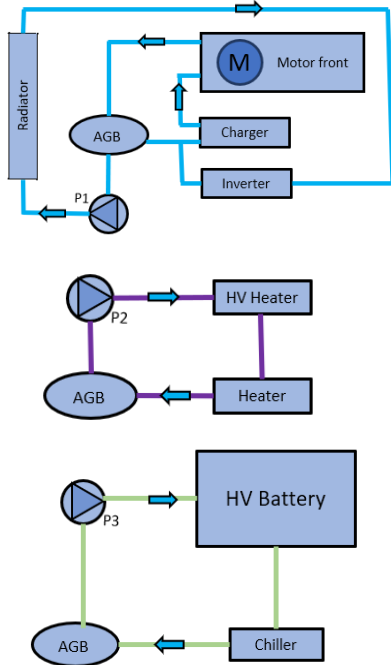 Radiator
M
Motor front
AGB
Charger
P1
Inverter
HV Heater
P2
AGB
Heater
HV Battery
P3
AGB
Chiller